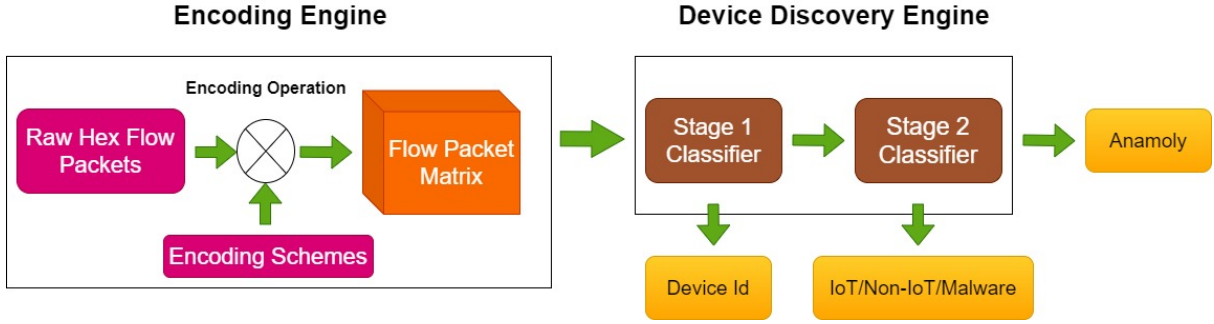 Encoding Engine
Device Discovery Engine
Encoding Operation
Raw Hex Flow
Packets
Flow Packet
Matrix
Encoding Schemes
Stage 1
Classifier
Stage 2
Classifier
Anamoly
Device Id
IoT/Non-IoT/Malware